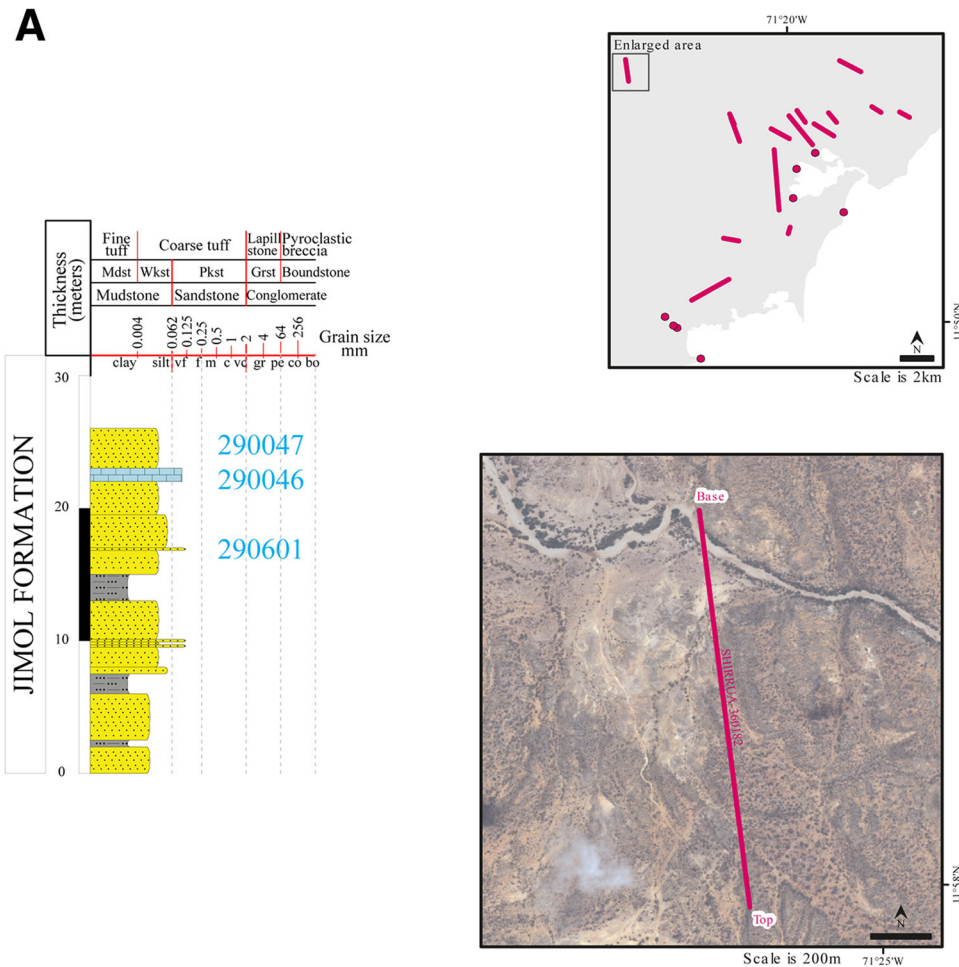 A
Thickness
(meters)
Fine
tuff
Coarse tuff
Lapill
stone
Pyroclastic
breccia
Mdst
Wkst
Pkst
Grst
Boundstone
Mudstone
Sandstone
Conglomerate
0.004
0.062
0.125
0.25
0.5
1
2
4
64
256
Grain size
mm
clay
silt
vf
f
m
c
vc
gr
pe
co
bo
JIMOL FORMATION
30
20
10
0
290047
290046
290601
71°20'W
Enlarged area
N
Scale is 2km
Base
SHIRRUA-360182
Top
N
11°58'N
Scale is 200m
71°25'W